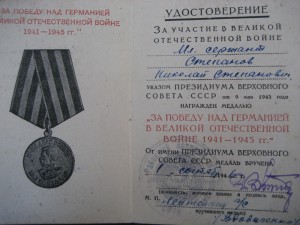 „ЗА ПОБЕДУ НАД ГЕРМАНИЕЙ
В ВЕЛИКОЙ ОТЕЧЕСТВЕННОЙ ВОЙНЕ
1941—1945 гг."
УДОСТОВЕРЕНИЕ
ЗА УЧАСТИЕ В ВЕЛИКОЙ
ОТЕЧЕСТВЕННОЙ ВОЙНЕ
Мл. сержант
Степанов
Николай Степанович
УКАЗОМ ПРЕЗИДИУМА ВЕРХОВНОГО
СОВЕТА СССР от 9 мая 1945 года
НАГРАЖДЕН МЕДАЛЬЮ
„ЗА ПОБЕДУ НАД ГЕРМАНИЕЙ
В ВЕЛИКОЙ ОТЕЧЕСТВЕННОЙ
ВОЙНЕ 1941—1945 гг."
От имени ПРЕЗИДИУМА ВЕРХОВНОГО
СОВЕТА СССР МЕДАЛЬ ВРУЧЕНА
М. П.